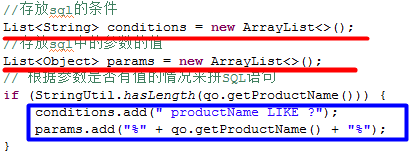 //存放sql的条件
List<String> conditions = new ArrayList<>();
//存放sql中的参数的值
List<Object> params = new ArrayList<>();
// 根据参数是否有值的情况来拼SQL语句
if (StringUtil.hasLength(qo.getProductName())) {
conditions.add(" productName LIKE ?");
params.add("%" + qo.getProductName() + "%");
}